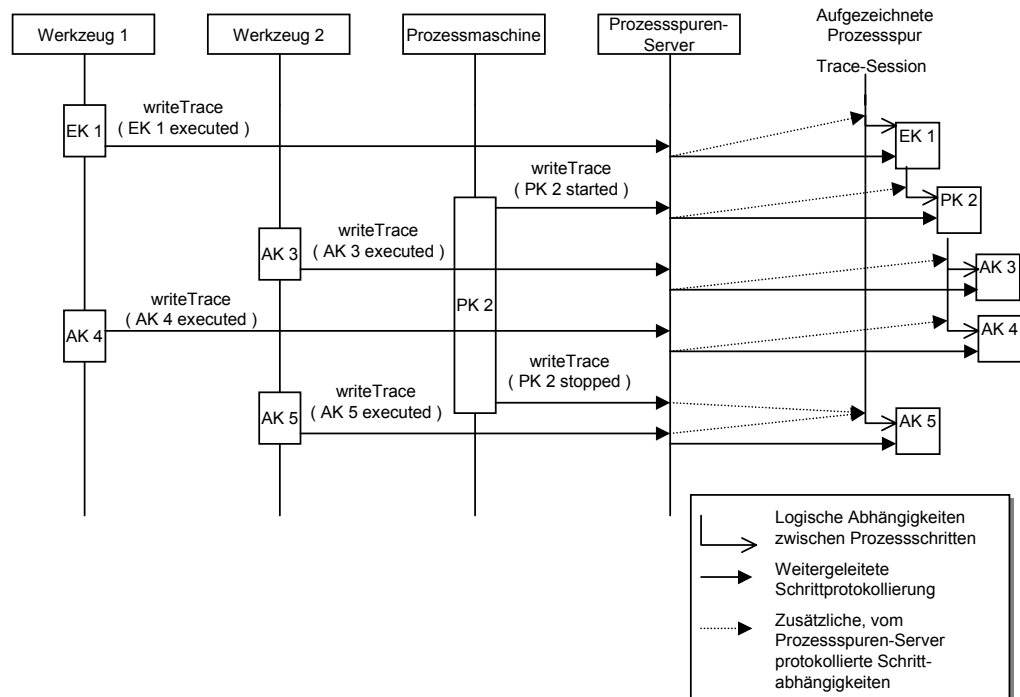 Werkzeug 1
Werkzeug 2
Prozessmaschine
Prozessspuren-
Server
Aufgezeichnete
Prozessspur
Trace-Session
EK 1
writeTrace
( EK 1 executed )
EK 1
writeTrace
( PK 2 started )
PK 2
AK 3
writeTrace
( AK 3 executed )
AK 3
PK 2
AK 4
writeTrace
( AK 4 executed )
AK 4
writeTrace
( PK 2 stopped )
AK 5
writeTrace
( AK 5 executed )
AK 5
Logische Abhängigkeiten
zwischen Prozessschritten
Weitergeleitete
Schrittprotokollierung
Zusätzliche, vom
Prozessspuren-Server
protokollierte Schritt-
abhängigkeiten